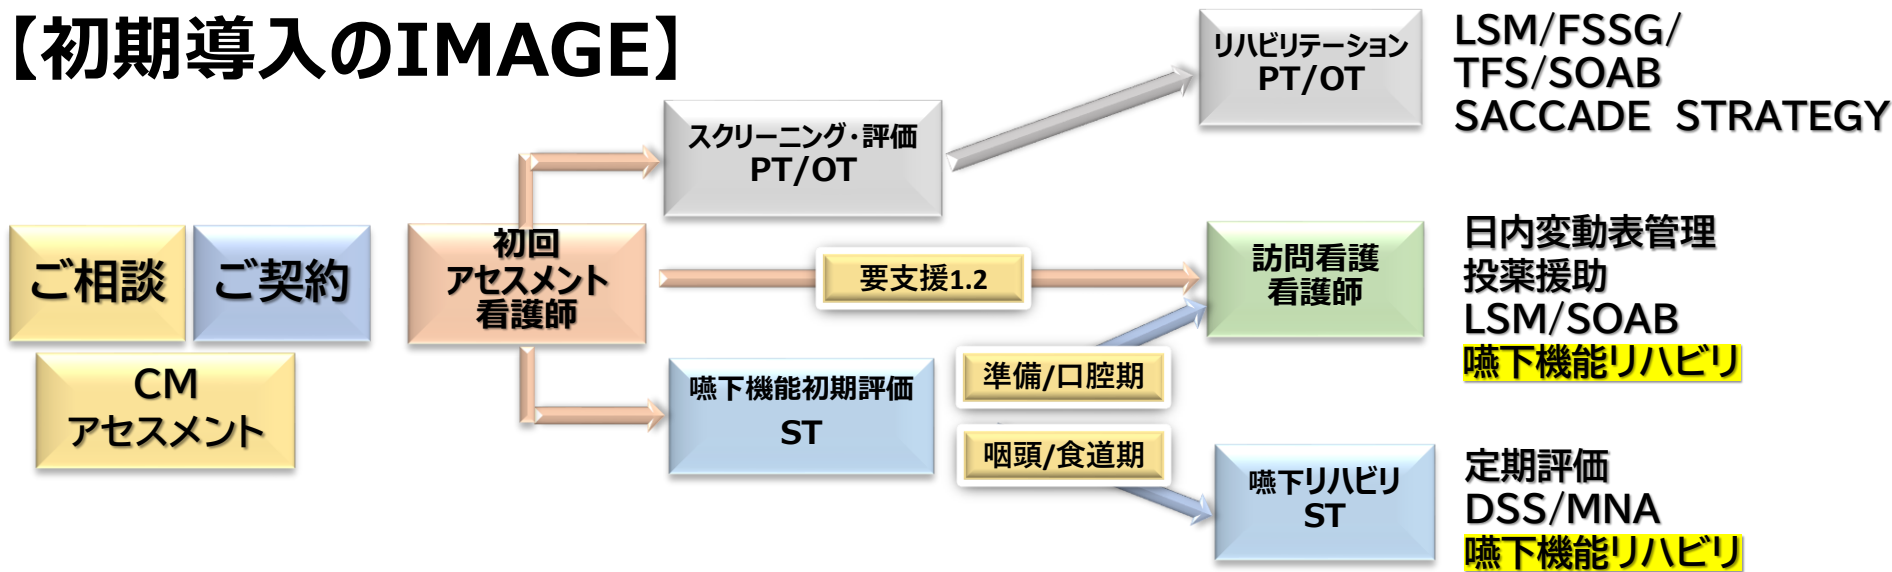 【初期導入のIMAGE】
ご相談
ご契約
CM
アセスメント
初回
アセスメント
看護師
スクリーニング・評価
PT/OT
リハビリテーション
PT/OT
LSM/FSSG/
TFS/SOAB
SACCADE STRATEGY
要支援1.2
訪問看護
看護師
日内変動表管理
投薬援助
LSM/SOAB
嚥下機能リハビリ
嚥下機能初期評価
ST
準備/口腔期
咽頭/食道期
嚥下リハビリ
ST
定期評価
DSS/MNA
嚥下機能リハビリ